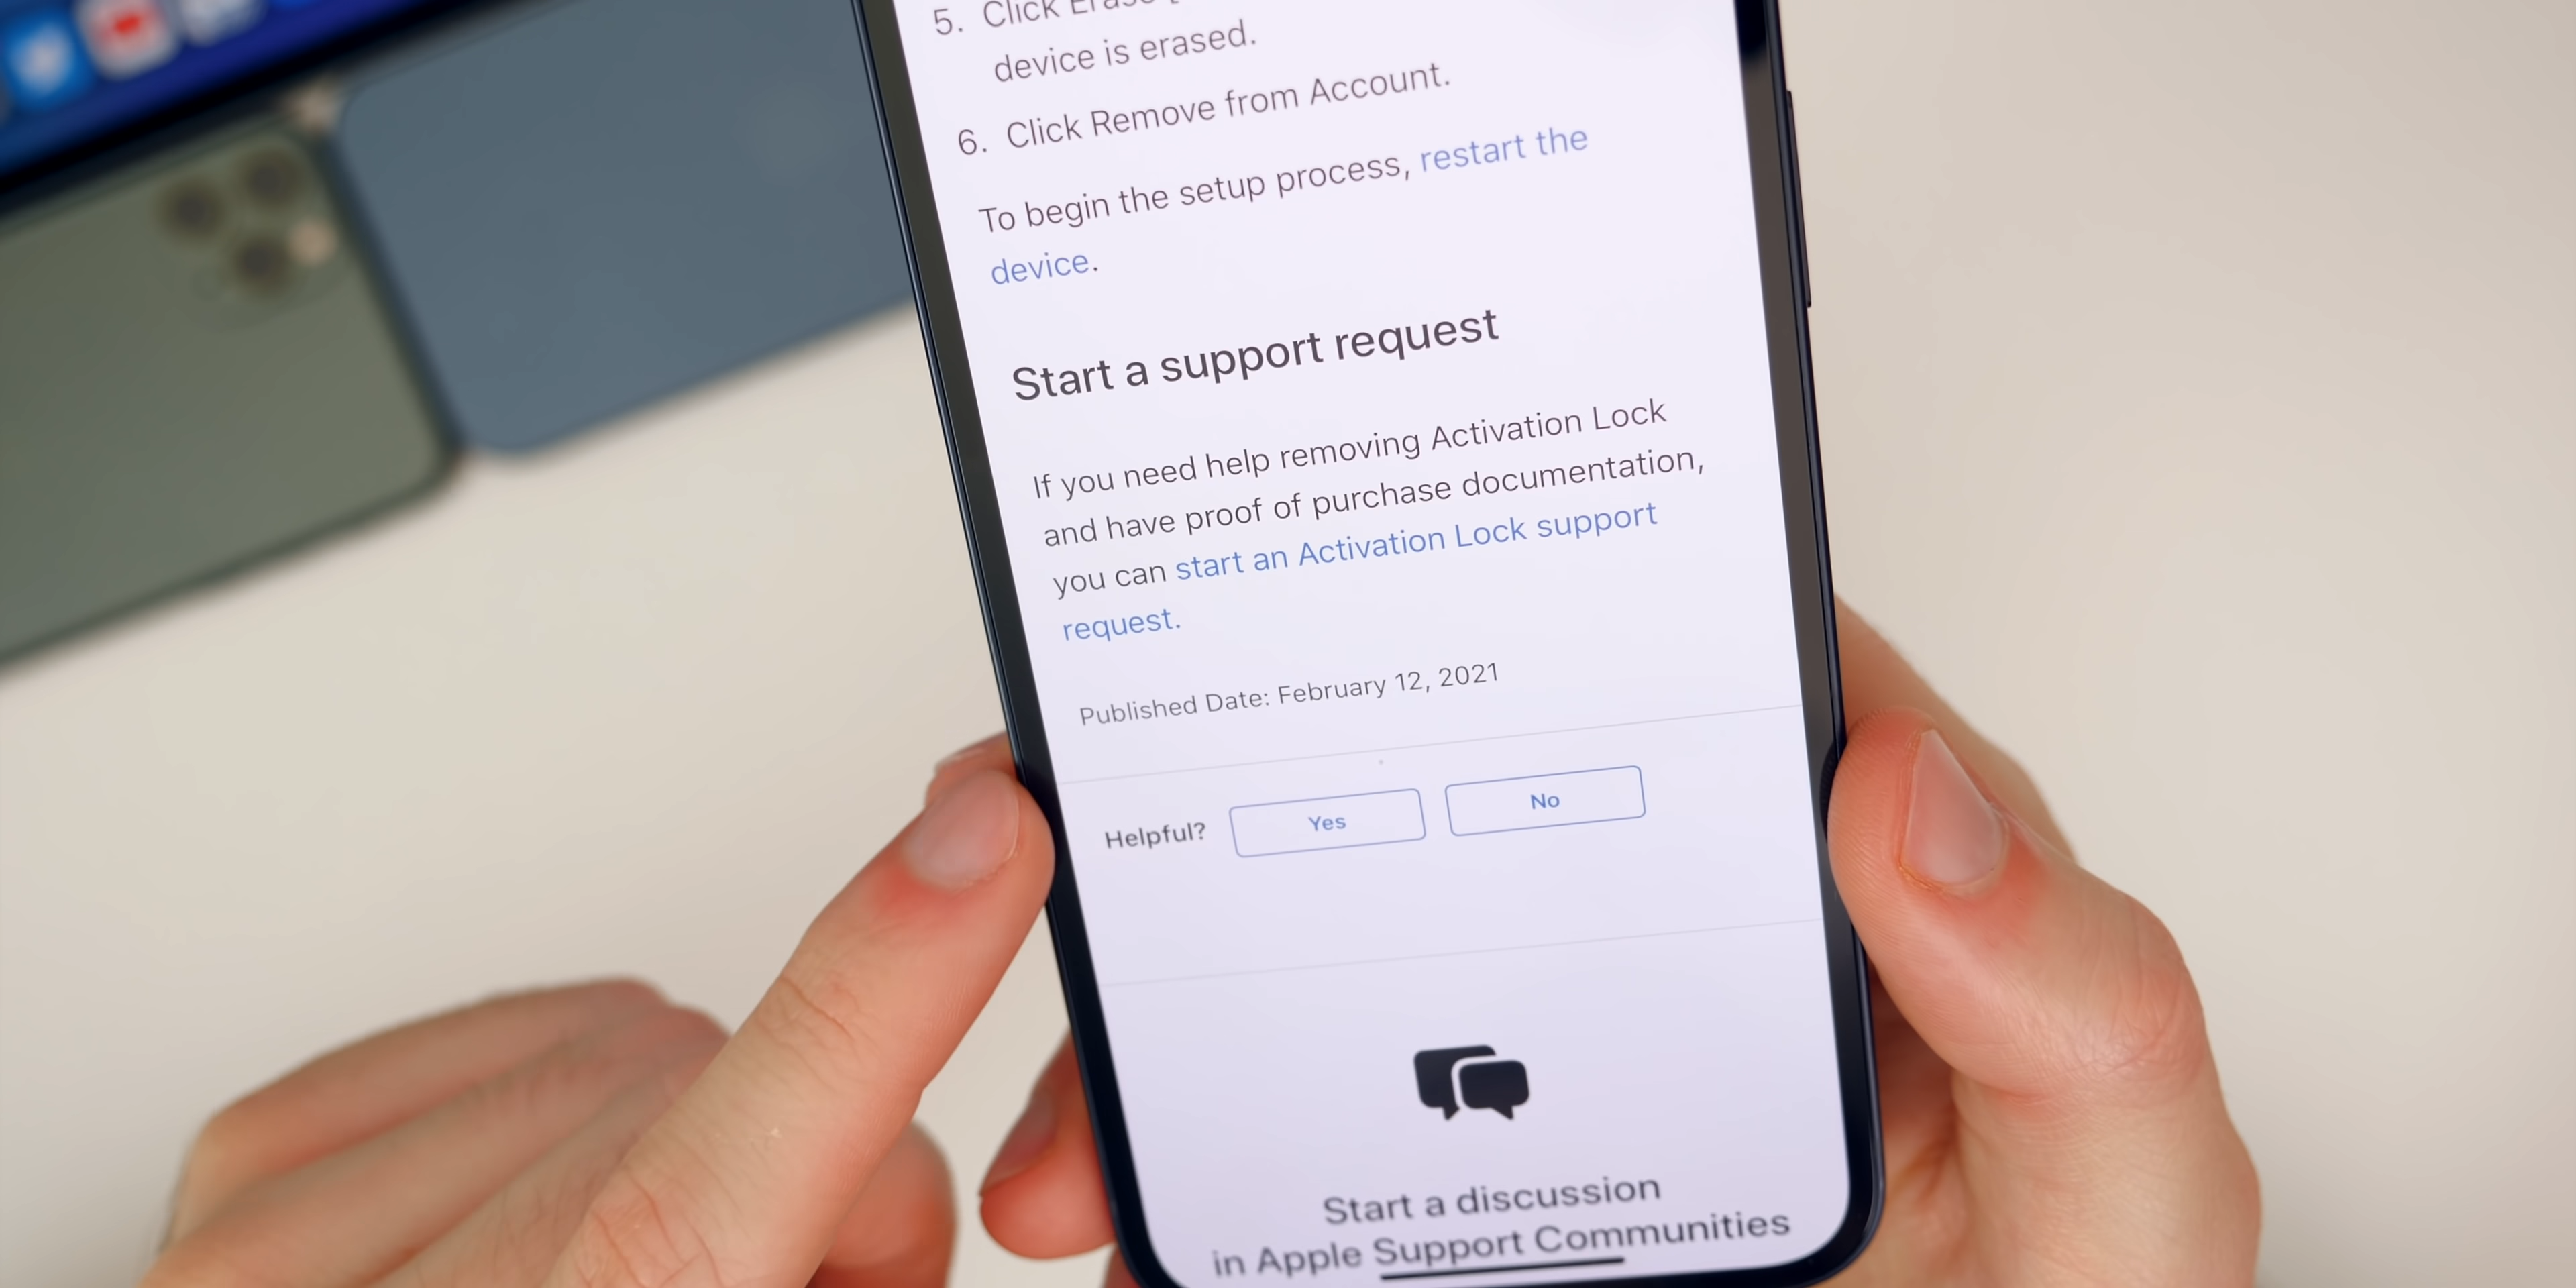 5. Click Erase
device is erased.
6. Click Remove from Account.
To begin the setup process, restart the
device.
Start a support request
If you need help removing Activation Lock
and have proof of purchase documentation,
you can start an Activation Lock support
request.
Published Date: February 12, 2021
Helpful? Yes No
Start a discussion
in Apple Support Communities